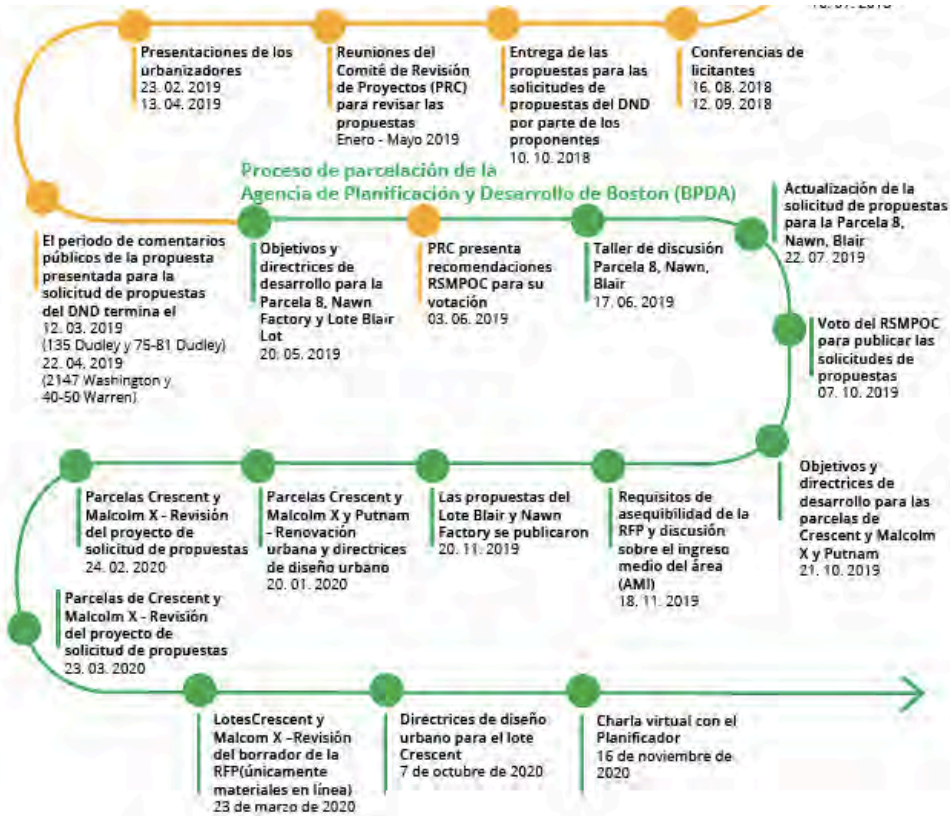 Presentaciones de los
urbanizadores
23. 02. 2019
13. 04. 2019
Reuniones del
Comité de Revisión
de Proyectos (PRC)
para revisar las
propuestas
Enero - Mayo 2019
Entrega de las
propuestas para las
solicitudes de
propuestas del DND
por parte de los
proponentes
10. 10. 2018
Conferencias de
licitantes
16. 08. 2018
12. 09. 2018
Proceso de parcelación de la
Agencia de Planificación y Desarrollo de Boston (BPDA)
El periodo de comentarios
públicos de la propuesta
presentada para la
solicitud de propuestas
del DND termina el
12. 03. 2019
(135 Dudley y 75-81 Dudley)
22. 04. 2019
(2147 Washington y
40-50 Warren)
Objetivos y
directrices de
desarrollo para la
Parcela 8, Nawn
Factory y Lote Blair
Lot
20. 05. 2019
PRC presenta
recomendaciones
RSMPOC para su
votación
03. 06. 2019
Taller de discusión
Parcela 8, Nawn,
Blair
17. 06. 2019
Actualización de la
solicitud de propuestas
para la Parcela 8,
Nawn, Blair
22. 07. 2019
Voto del RSMPOC
para publicar las
solicitudes de
propuestas
07. 10. 2019
Objetivos y
directrices de
desarrollo para las
parcelas de
Crescent y Malcolm
X y Putnam
21. 10. 2019
Requisitos de
asequibilidad de la
RFP y discusión
sobre el ingreso
medio del área
(AMI)
18. 11. 2019
Las propuestas del
Lote Blair y Nawn
Factory se publicaron
20. 11. 2019
Parcelas Crescent y
Malcolm X y Putnam
- Renovación
urbana y directrices
de diseño urbano
20. 01. 2020
Parcelas Crescent y
Malcolm X - Revisión
del proyecto de
solicitud de propuestas
24. 02. 2020
Parcelas de Crescent y
Malcolm X - Revisión
del proyecto de
solicitud de propuestas
23. 03. 2020
LotesCrescent y
Malcom X –Revisión
del borrador de la
RFP(únicamente
materiales en línea)
23 de marzo de 2020
Directrices de diseño
urbano para el lote
Crescent
7 de octubre de 2020
Charla virtual con el
Planificador
16 de noviembre de
2020